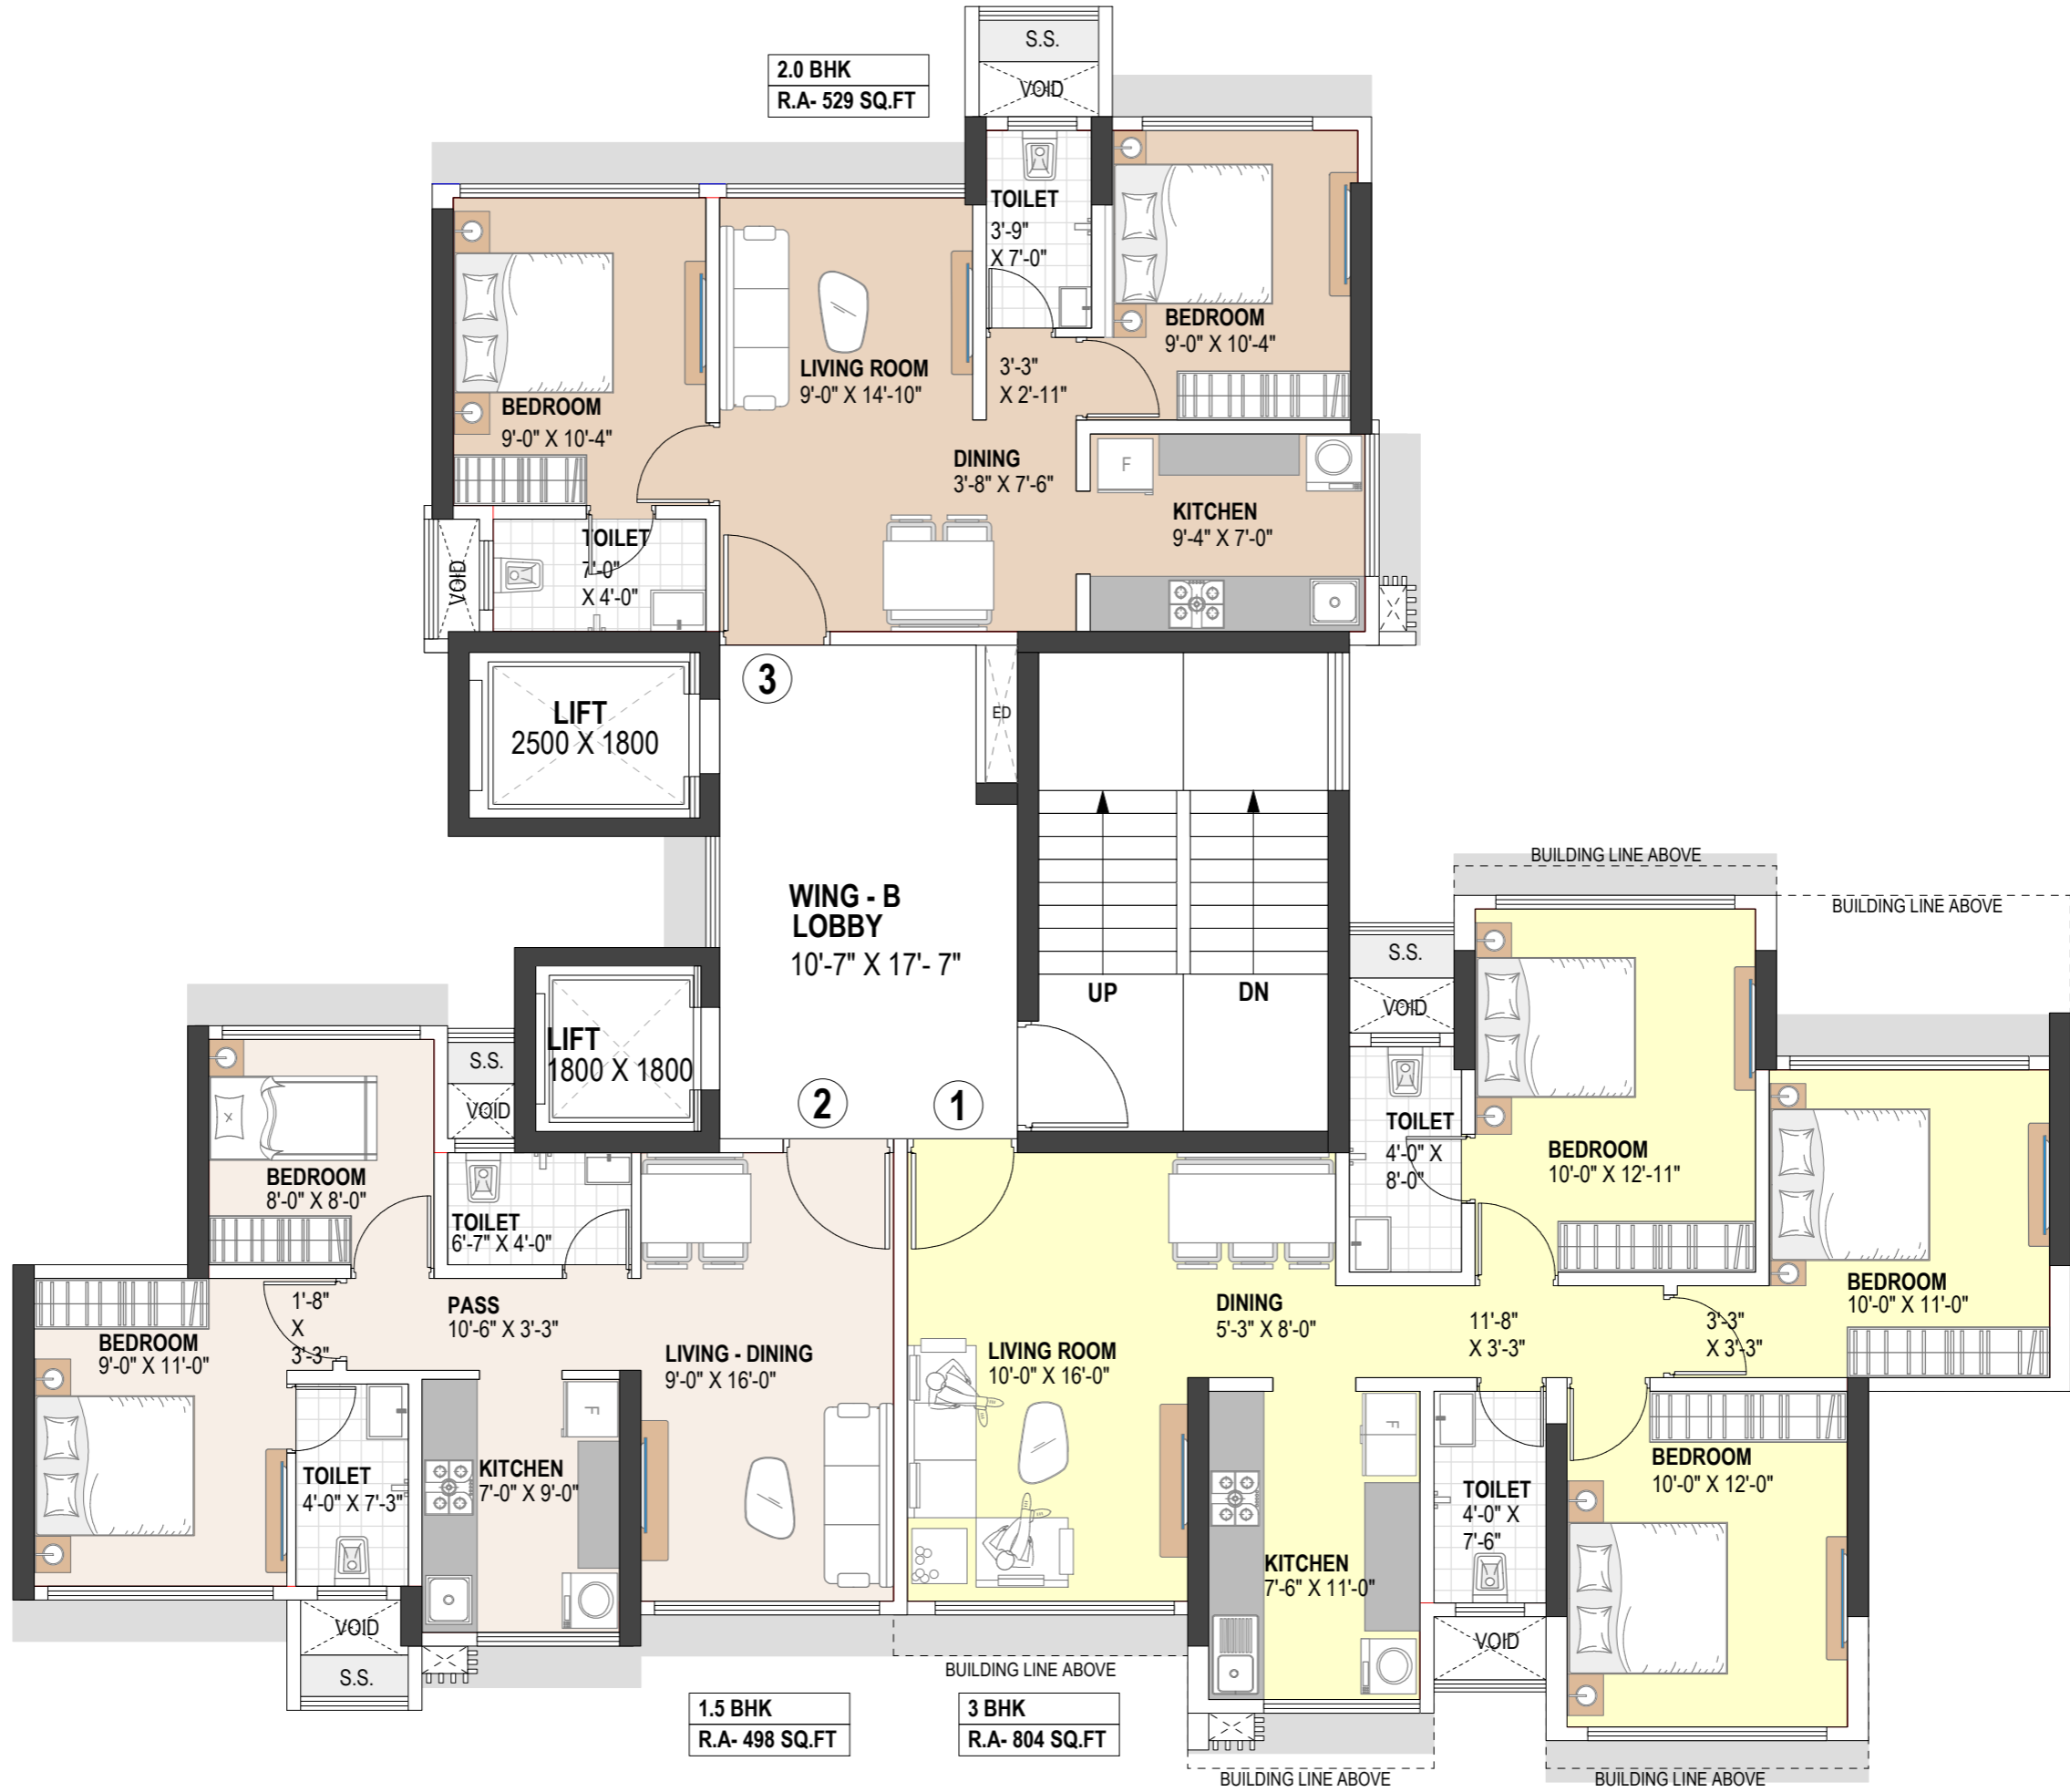 2.0 BHK
R.A- 529 SQ.FT
S.S.
VOID
TOILET
3'-9"
X 7'-0"
BEDROOM
9'-0" X 10'-4"
LIVING ROOM
9'-0" X 14'-10"
3'-3"
X 2'-11"
BEDROOM
9'-0" X 10'-4"
DINING
3'-8" X 7'-6"
F
KITCHEN
9'-4" X 7'-0"
TOILET
7'-0"
X 4'-0"
VOID
3
LIFT
2500 X 1800
ED
WING - B
LOBBY
10'-7" X 17'- 7"
UP
DN
LIFT
1800 X 1800
2
1
BUILDING LINE ABOVE
BUILDING LINE ABOVE
S.S.
VOID
TOILET
4'-0" X
8'-0"
BEDROOM
10'-0" X 12'-11"
BEDROOM
10'-0" X 11'-0"
S.S.
VOID
BEDROOM
8'-0" X 8'-0"
TOILET
6'-7" X 4'-0"
1'-8"
X
3'-3"
PASS
10'-6" X 3'-3"
BEDROOM
9'-0" X 11'-0"
LIVING - DINING
9'-0" X 16'-0"
LIVING ROOM
10'-0" X 16'-0"
DINING
5'-3" X 8'-0"
11'-8"
X 3'-3"
3'-3"
X 3'-3"
F
F
TOILET
4'-0" X 7'-3"
KITCHEN
7'-0" X 9'-0"
KITCHEN
7'-6" X 11'-0"
TOILET
4'-0" X
7'-6"
BEDROOM
10'-0" X 12'-0"
VOID
S.S.
VOID
BUILDING LINE ABOVE
1.5 BHK
R.A- 498 SQ.FT
3 BHK
R.A- 804 SQ.FT
BUILDING LINE ABOVE
BUILDING LINE ABOVE